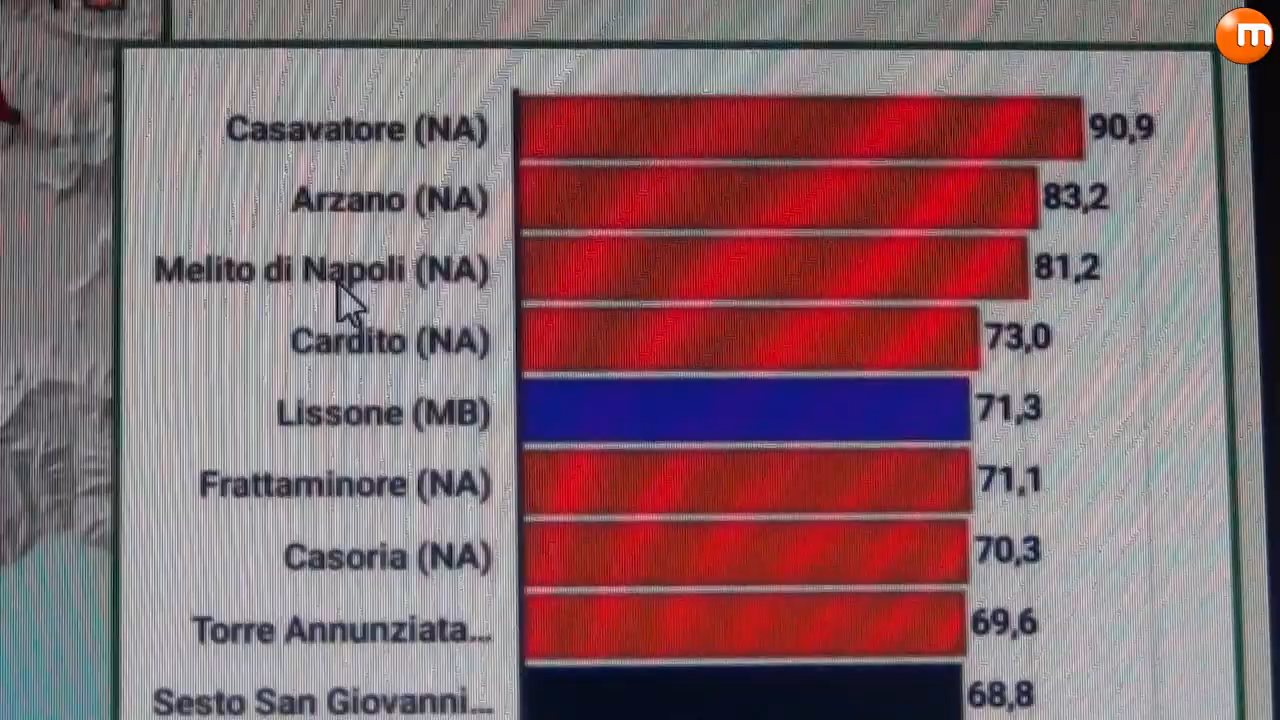 m
Casavatore (NA) 90,9
Arzano (NA) 83,2
Melito di Napoli (NA) 81,2
Cardito (NA) 73,0
Lissone (MB) 71,3
Frattaminore (NA) 71,1
Casoria (NA) 70,3
Torre Annunziata... 69,6
Sesto San Giovanni... 68,8